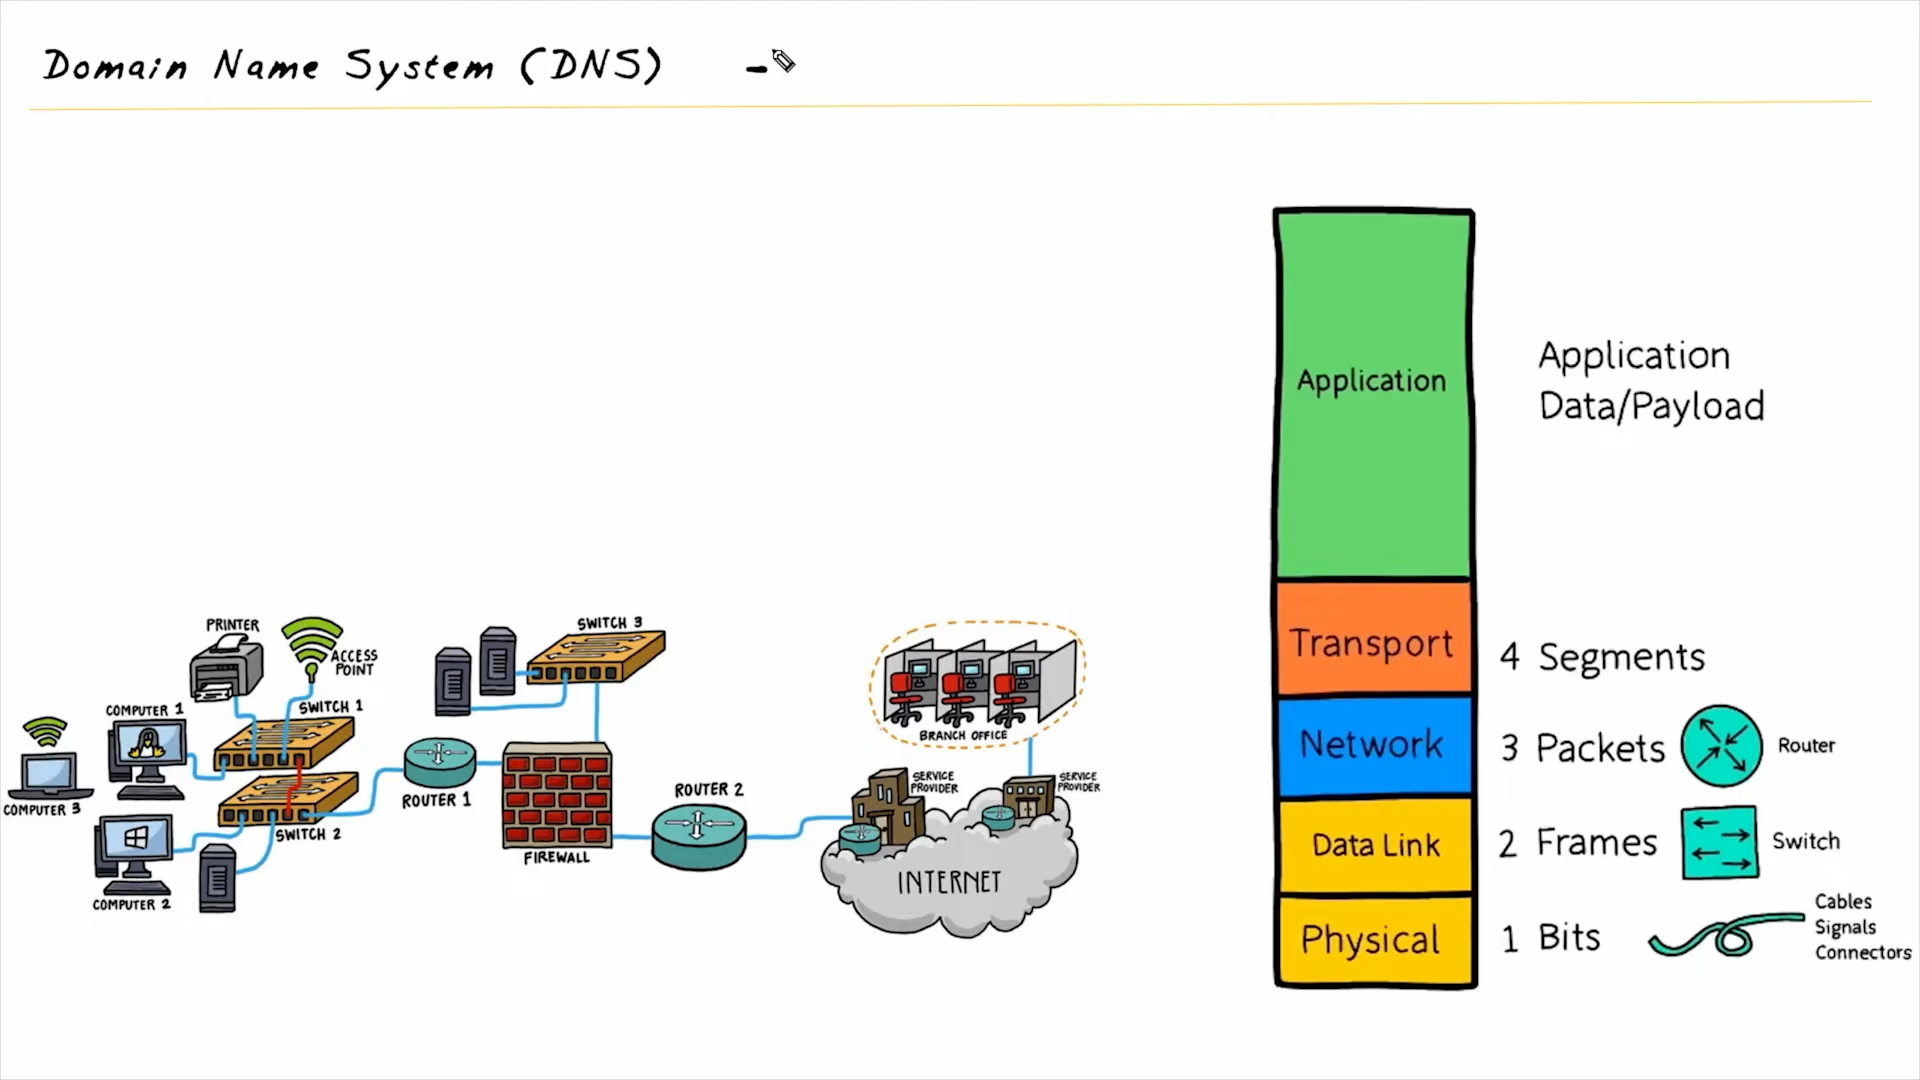 Domain Name System (DNS) -
PRINTER
ACCESS
POINT
SWITCH 3
COMPUTER 1
SWITCH 1
COMPUTER 3
SWITCH 2
COMPUTER 2
ROUTER 1
FIREWALL
ROUTER 2
BRANCH OFFICE
SERVICE
PROVIDER
SERVICE
PROVIDER
INTERNET
Application
Application
Data/Payload
Transport
4 Segments
Network
3 Packets
Router
Data Link
2 Frames
Switch
Physical
1 Bits
Cables
Signals
Connectors